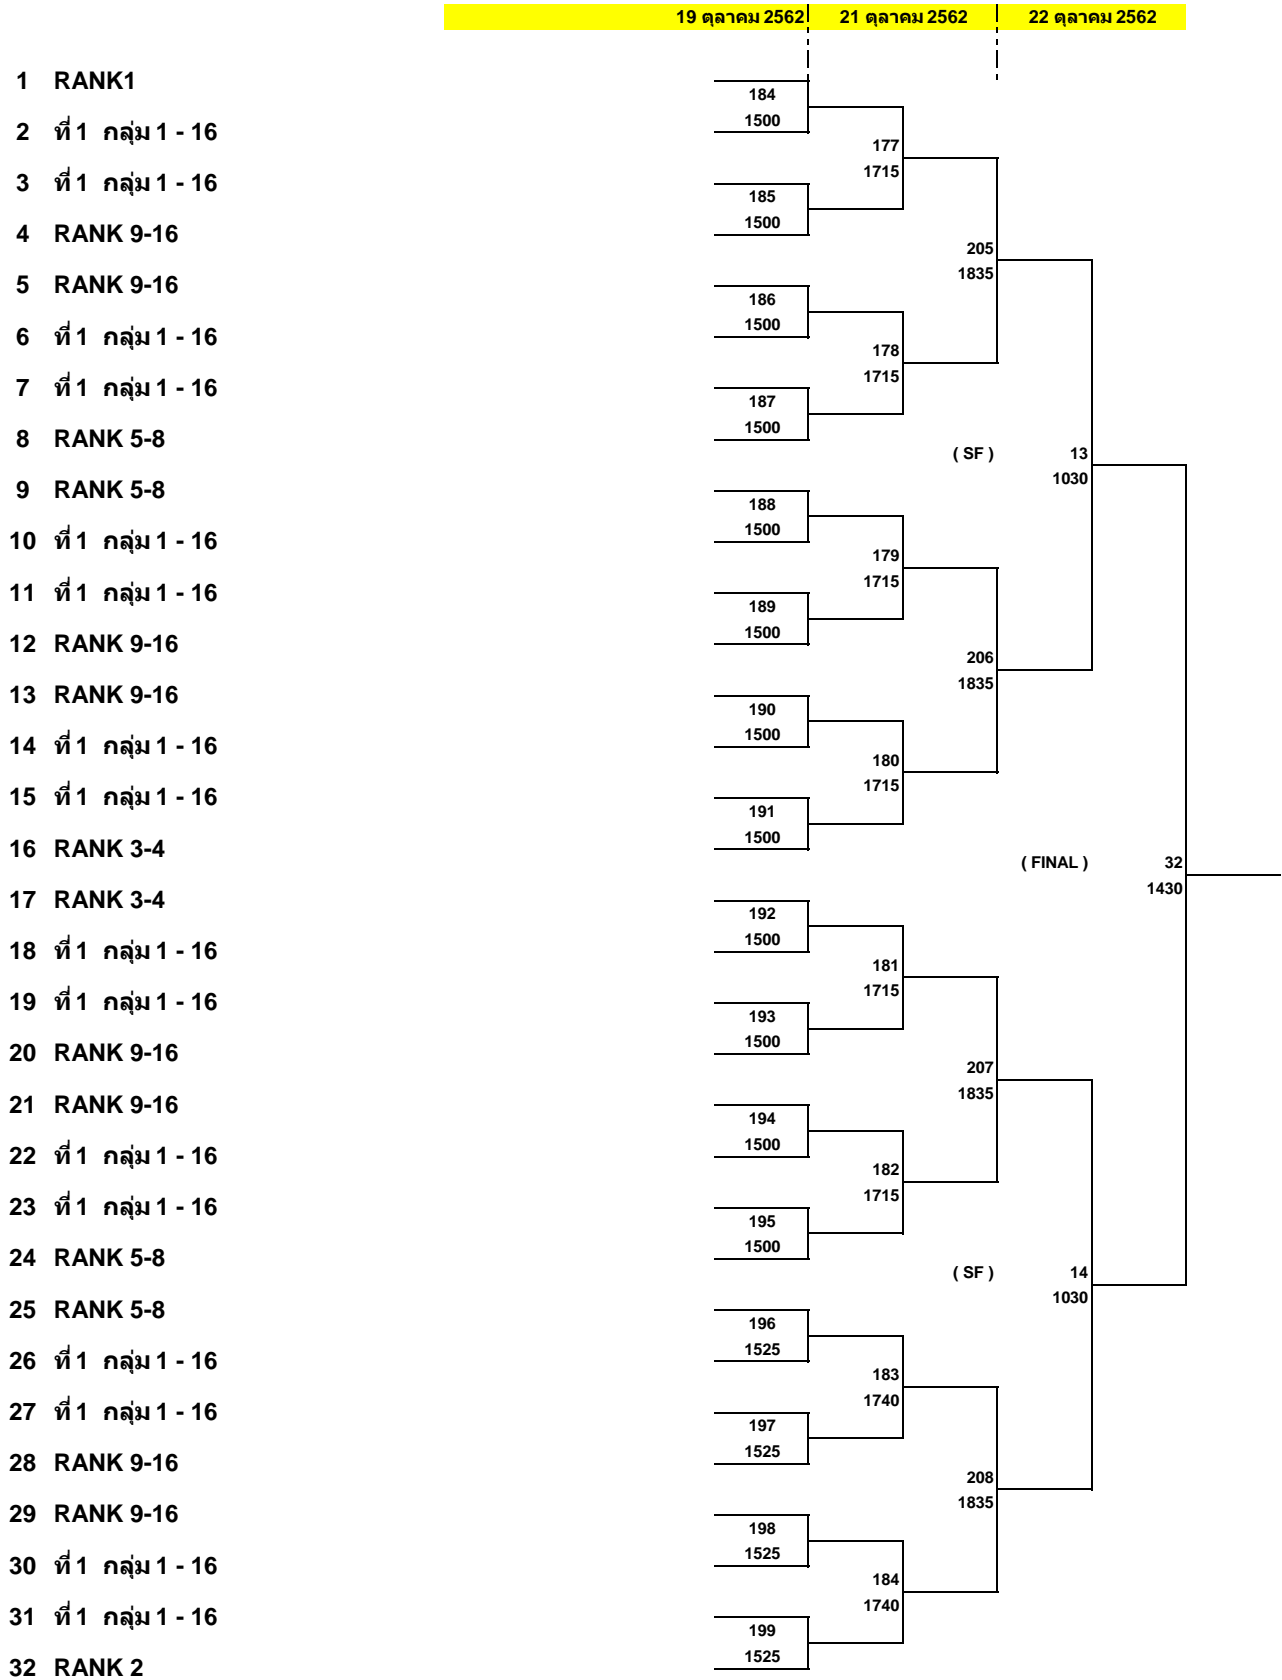 19 ตุลาคม 2562 21 ตุลาคม 2562 22 ตุลาคม 2562
1 RANK1
184
1500
2 ที่ 1 กลุ่ม 1 - 16
177
1715
3 ที่ 1 กลุ่ม 1 - 16
185
1500
4 RANK 9-16
205
1835
5 RANK 9-16
186
1500
6 ที่ 1 กลุ่ม 1 - 16
178
1715
7 ที่ 1 กลุ่ม 1 - 16
187
1500
8 RANK 5-8
( SF ) 13
1030
9 RANK 5-8
188
1500
10 ที่ 1 กลุ่ม 1 - 16
179
1715
11 ที่ 1 กลุ่ม 1 - 16
189
1500
12 RANK 9-16
206
1835
13 RANK 9-16
190
1500
14 ที่ 1 กลุ่ม 1 - 16
180
1715
15 ที่ 1 กลุ่ม 1 - 16
191
1500
16 RANK 3-4
( FINAL ) 32
1430
17 RANK 3-4
192
1500
18 ที่ 1 กลุ่ม 1 - 16
181
1715
19 ที่ 1 กลุ่ม 1 - 16
193
1500
20 RANK 9-16
207
1835
21 RANK 9-16
194
1500
22 ที่ 1 กลุ่ม 1 - 16
182
1715
23 ที่ 1 กลุ่ม 1 - 16
195
1500
24 RANK 5-8
( SF ) 14
1030
25 RANK 5-8
196
1525
26 ที่ 1 กลุ่ม 1 - 16
183
1740
27 ที่ 1 กลุ่ม 1 - 16
197
1525
28 RANK 9-16
208
1835
29 RANK 9-16
198
1525
30 ที่ 1 กลุ่ม 1 - 16
184
1740
31 ที่ 1 กลุ่ม 1 - 16
199
1525
32 RANK 2